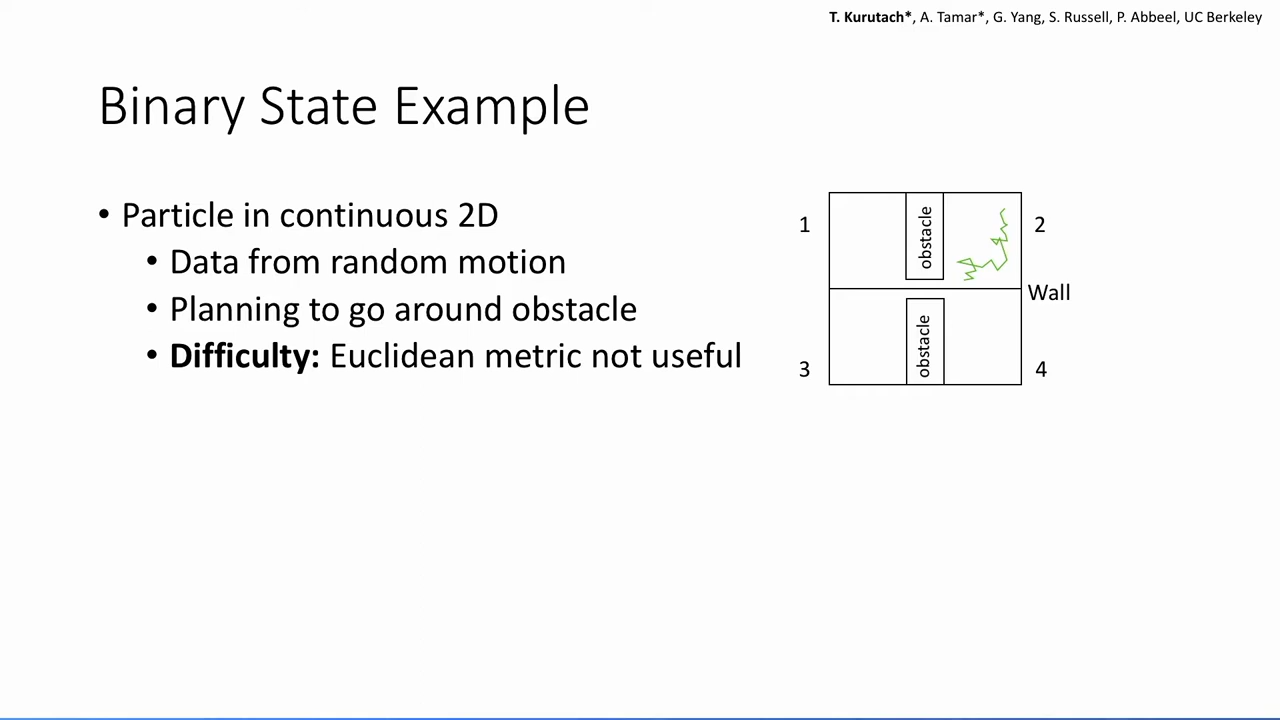 T. Kurutach*, A. Tamar*, G. Yang, S. Russell, P. Abbeel, UC Berkeley
Binary State Example
• Particle in continuous 2D
• Data from random motion
• Planning to go around obstacle
• Difficulty: Euclidean metric not useful
1
obstacle
2
Wall
3
obstacle
4